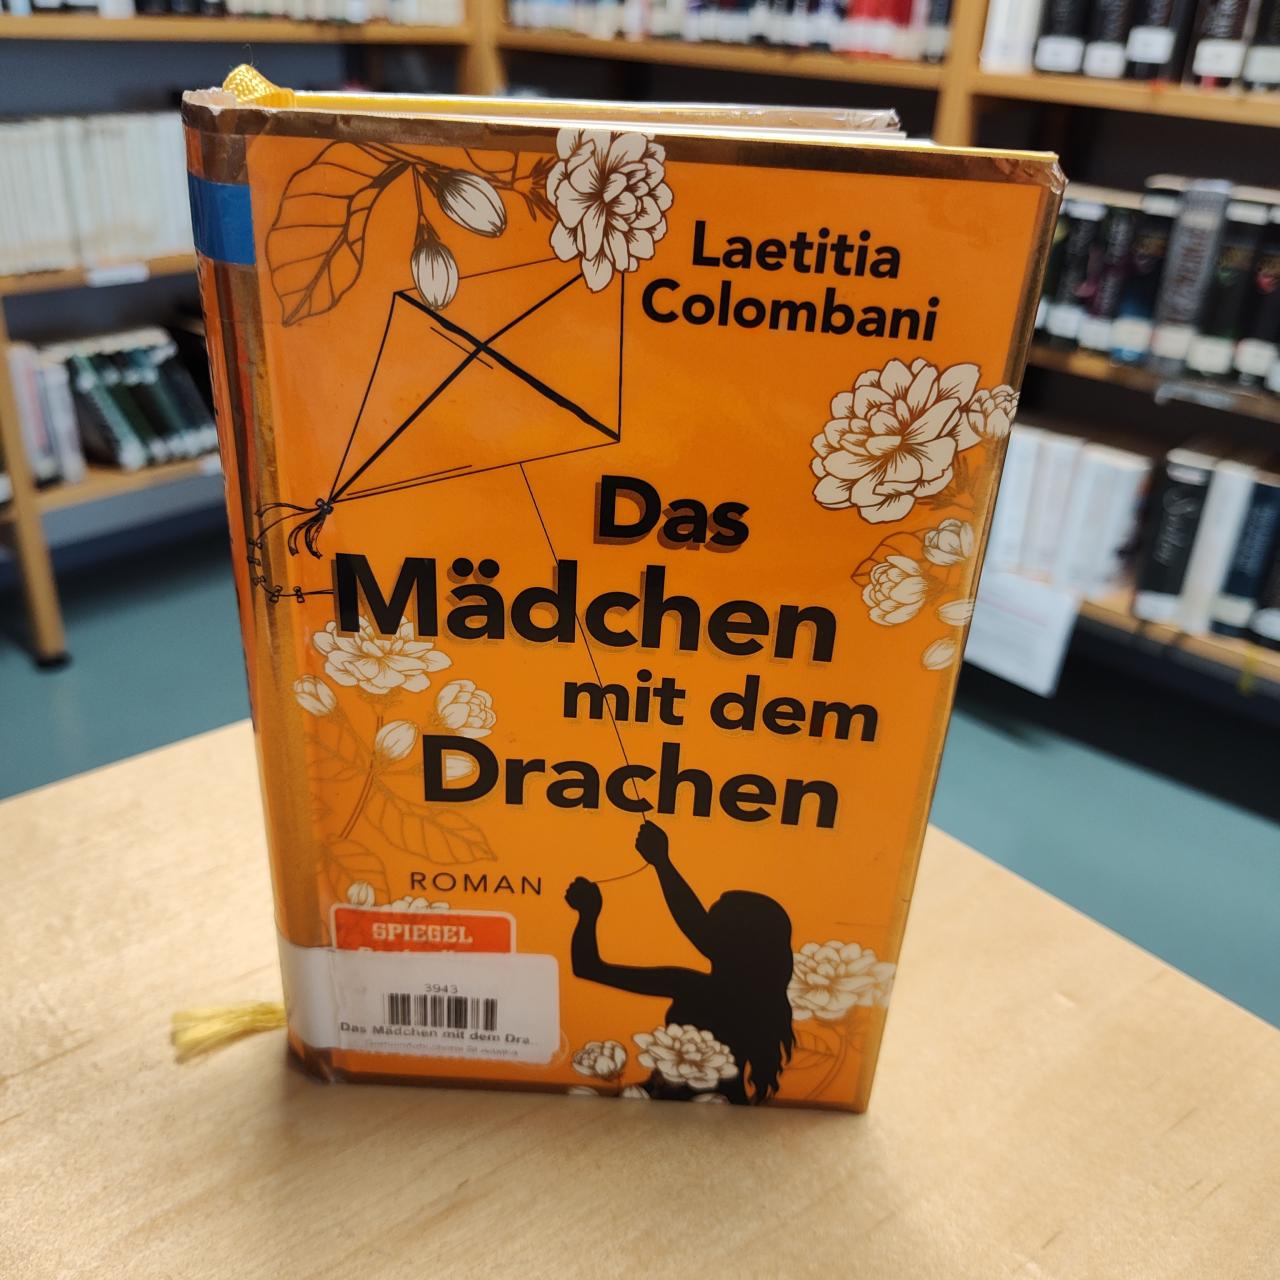 Laetitia
Colombani
Das
Mädchen
mit dem
Drachen
ROMAN
SPIEGEL
3943
Das Mädchen mit dem Dra..